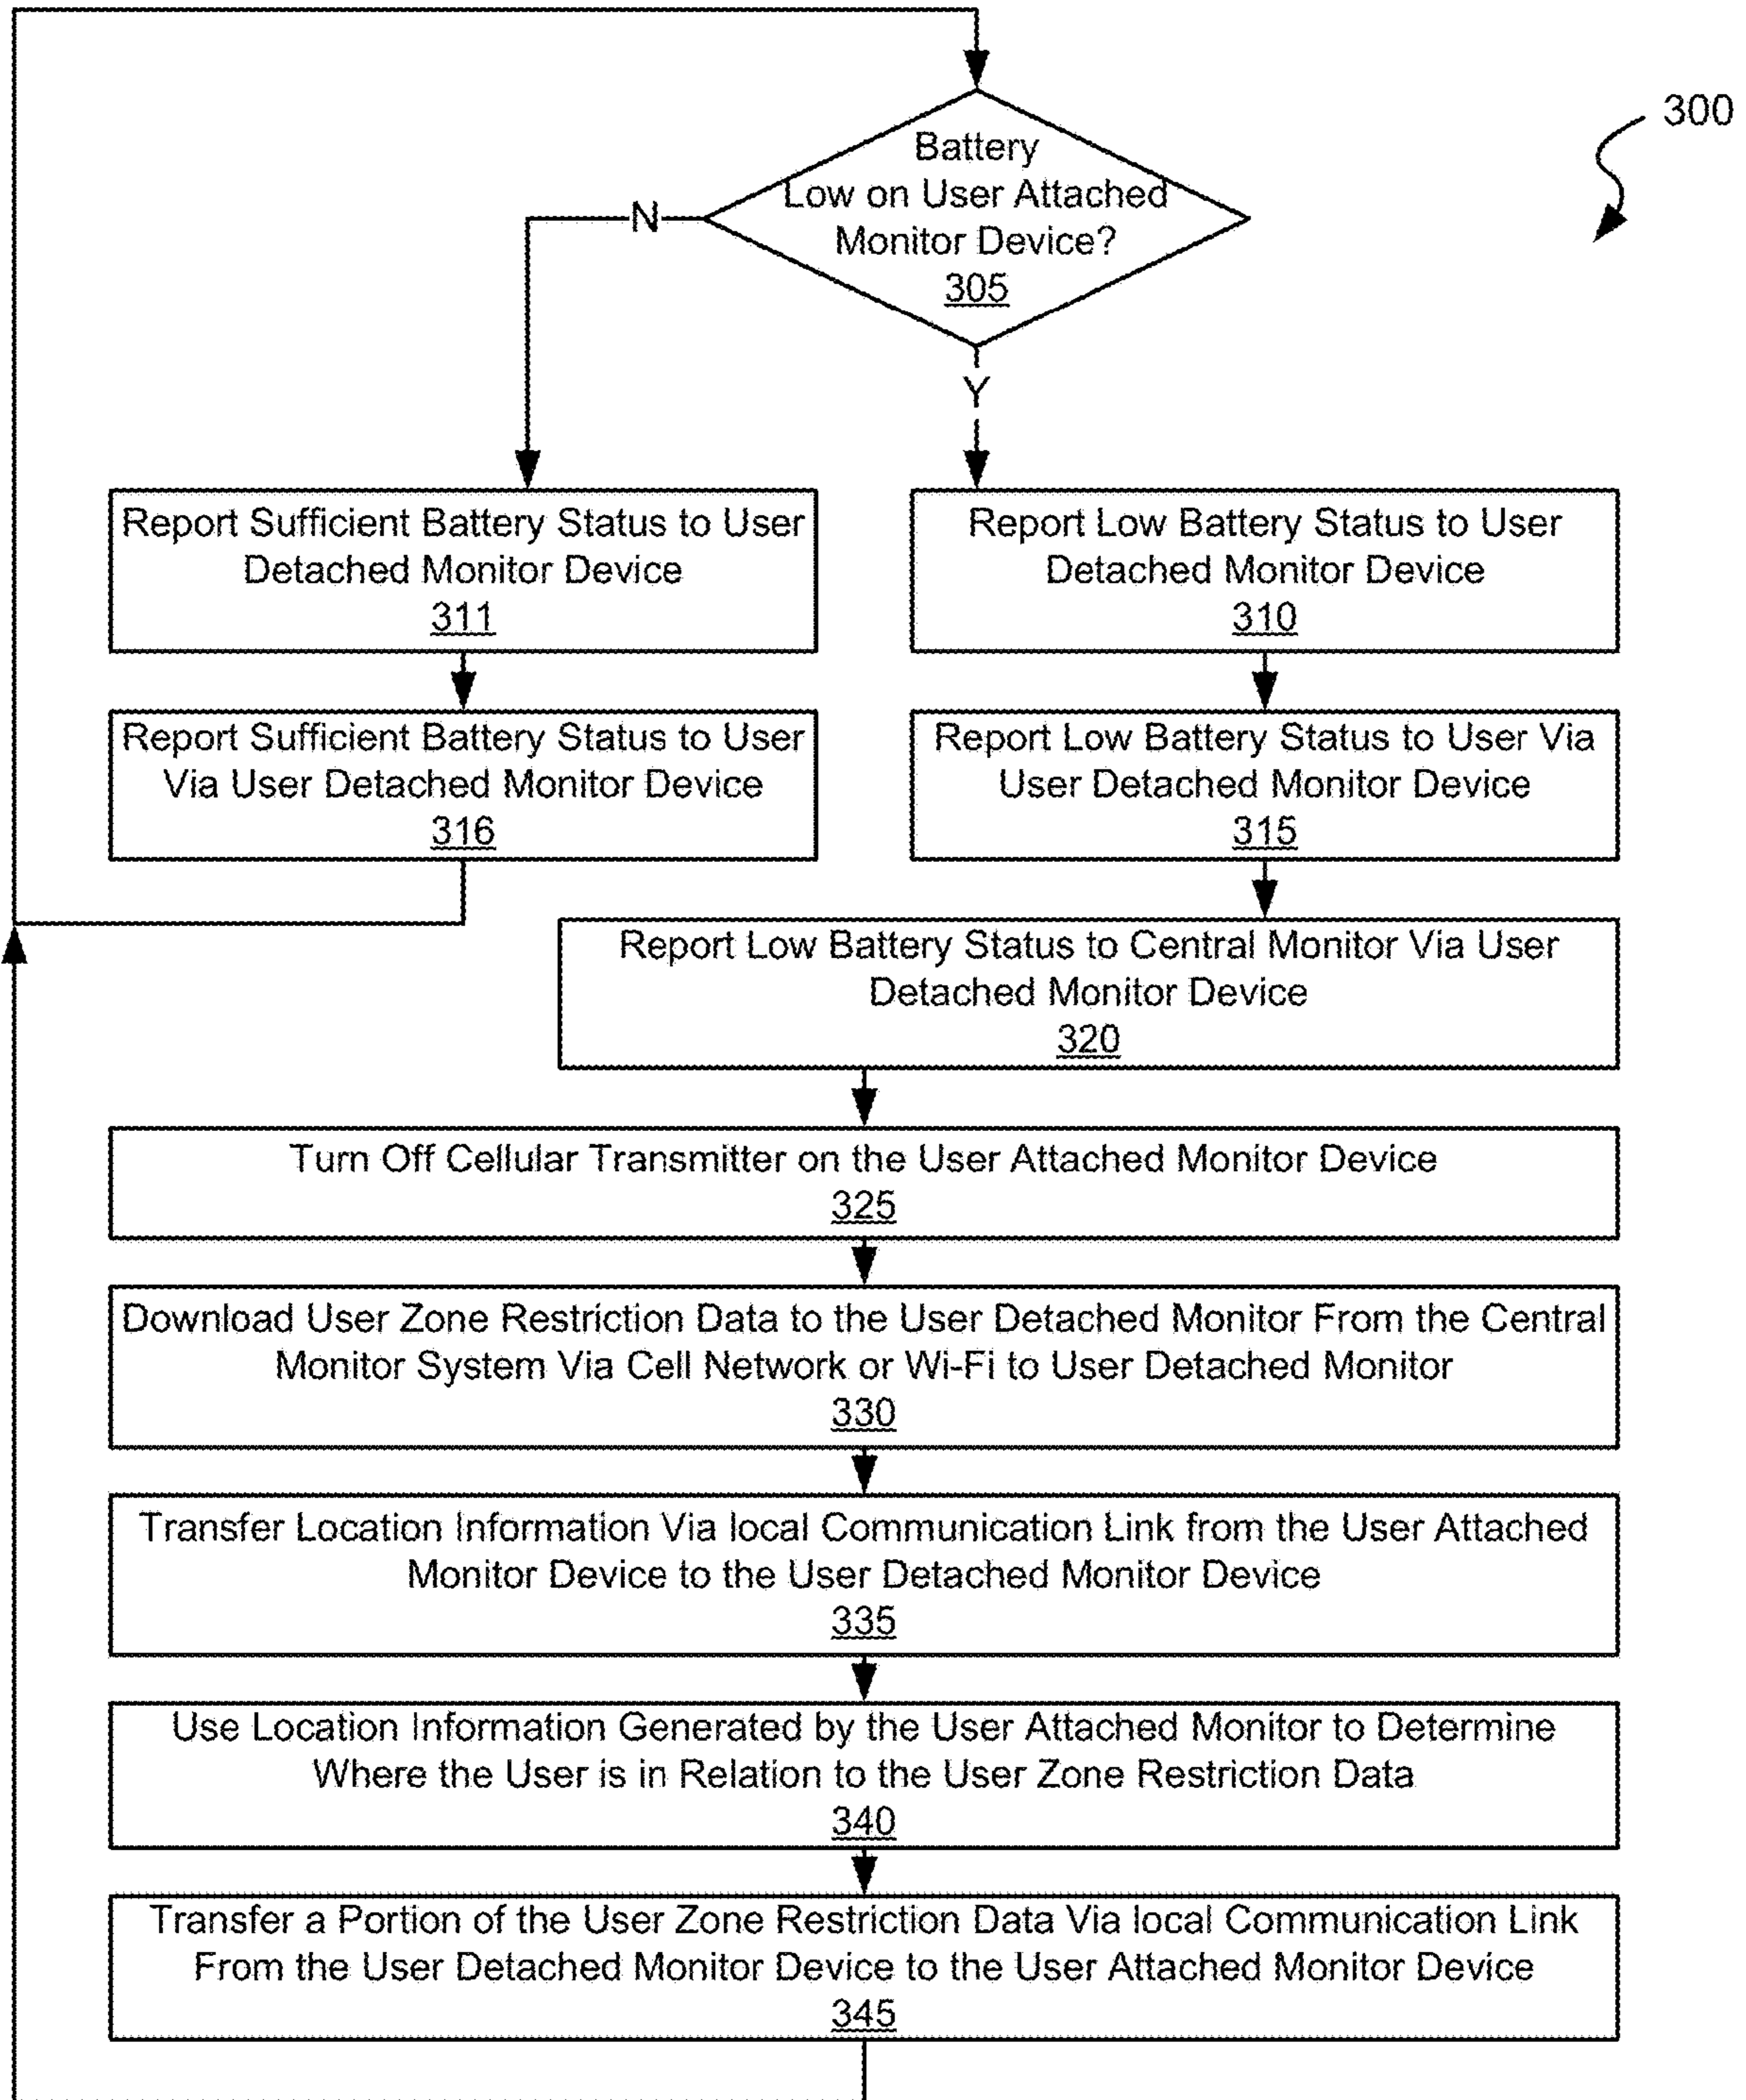 300
Battery
Low on User Attached
Monitor Device?
305
N
Y
Report Sufficient Battery Status to User
Detached Monitor Device
311
Report Low Battery Status to User
Detached Monitor Device
310
Report Sufficient Battery Status to User
Via User Detached Monitor Device
316
Report Low Battery Status to User Via
User Detached Monitor Device
315
Report Low Battery Status to Central Monitor Via User
Detached Monitor Device
320
Turn Off Cellular Transmitter on the User Attached Monitor Device
325
Download User Zone Restriction Data to the User Detached Monitor From the Central
Monitor System Via Cell Network or Wi-Fi to User Detached Monitor
330
Transfer Location Information Via local Communication Link from the User Attached
Monitor Device to the User Detached Monitor Device
335
Use Location Information Generated by the User Attached Monitor to Determine
Where the User is in Relation to the User Zone Restriction Data
340
Transfer a Portion of the User Zone Restriction Data Via local Communication Link
From the User Detached Monitor Device to the User Attached Monitor Device
345